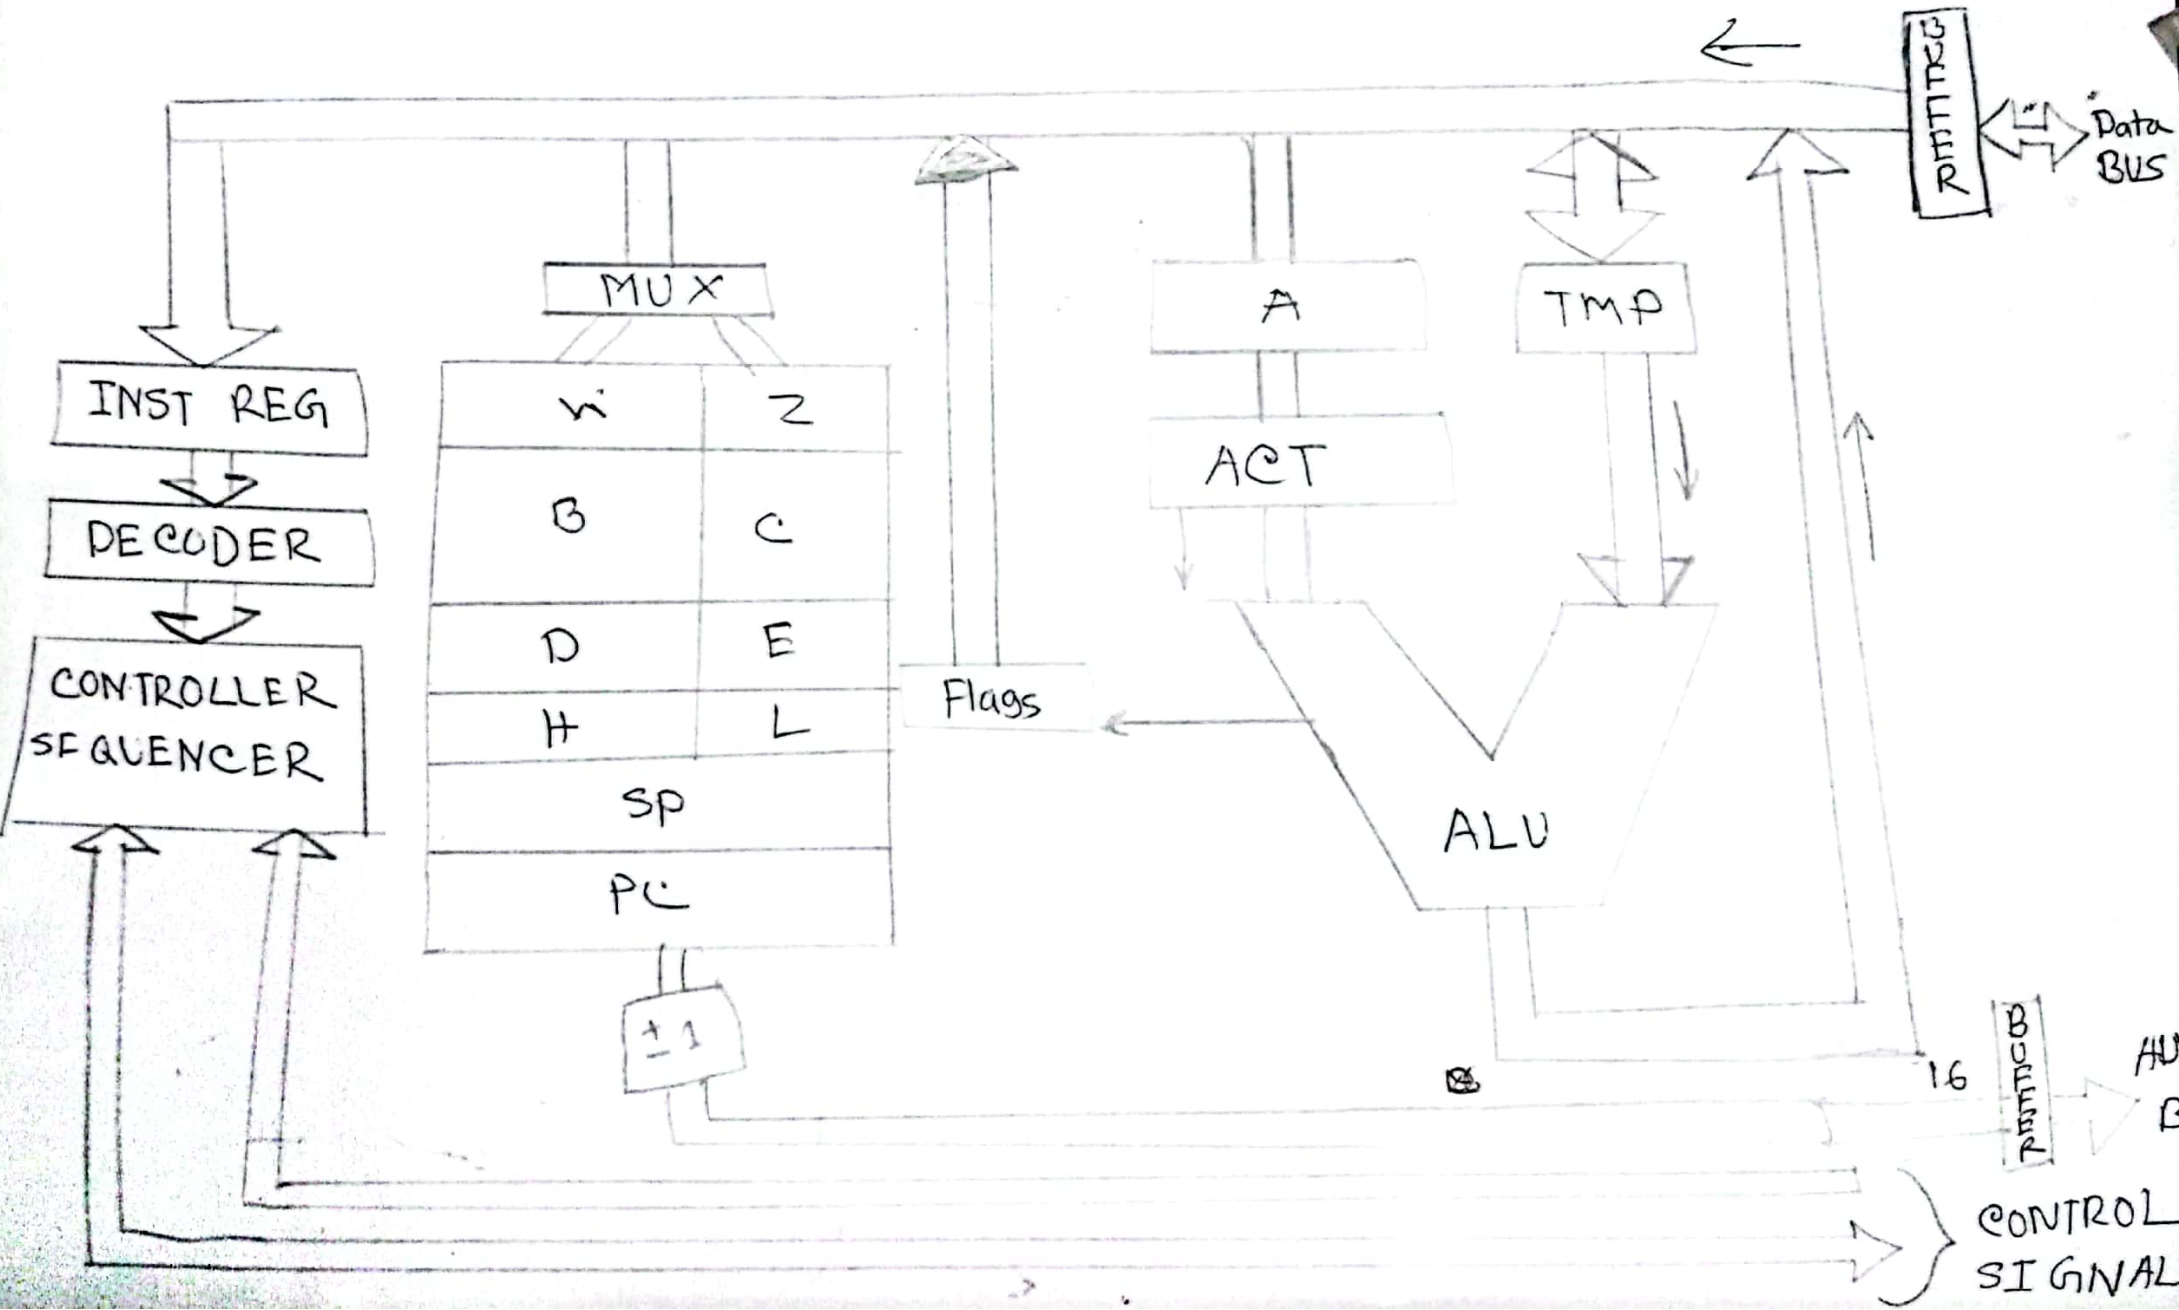 BUFFER
Data
BUS
MUX
A
TMP
INST REG
W
Z
ACT
DECODER
B
C
D
E
CONTROLLER
SEQUENCER
Flags
H
L
SP
ALU
PC
± 1
16
BUFFER
B
CONTROL
SIGNAL